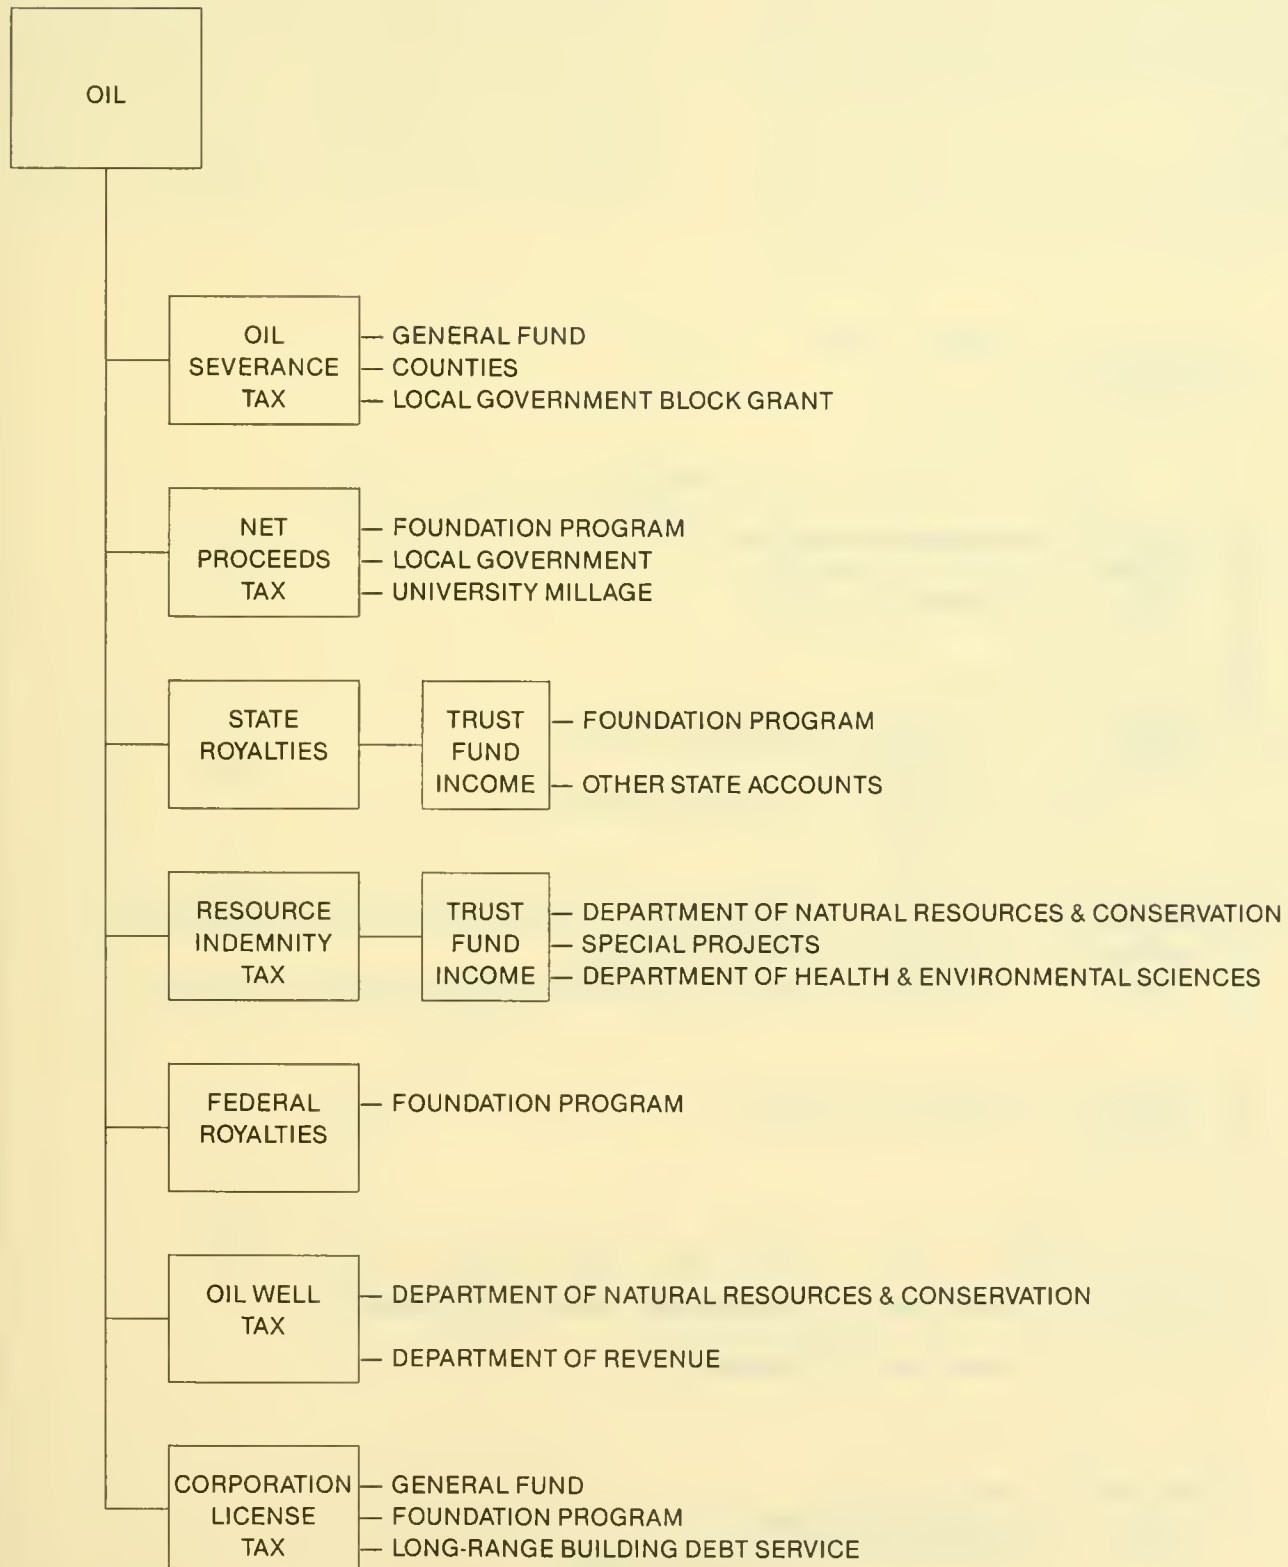 OIL
OIL
SEVERANCE
TAX
— GENERAL FUND
— COUNTIES
— LOCAL GOVERNMENT BLOCK GRANT
NET
PROCEEDS
TAX
— FOUNDATION PROGRAM
— LOCAL GOVERNMENT
— UNIVERSITY MILLAGE
STATE
ROYALTIES
TRUST
FUND
INCOME
— FOUNDATION PROGRAM
— OTHER STATE ACCOUNTS
RESOURCE
INDEMNITY
TAX
TRUST
FUND
INCOME
— DEPARTMENT OF NATURAL RESOURCES & CONSERVATION
— SPECIAL PROJECTS
— DEPARTMENT OF HEALTH & ENVIRONMENTAL SCIENCES
FEDERAL
ROYALTIES
— FOUNDATION PROGRAM
OIL WELL
TAX
— DEPARTMENT OF NATURAL RESOURCES & CONSERVATION
— DEPARTMENT OF REVENUE
CORPORATION
LICENSE
TAX
— GENERAL FUND
— FOUNDATION PROGRAM
— LONG-RANGE BUILDING DEBT SERVICE